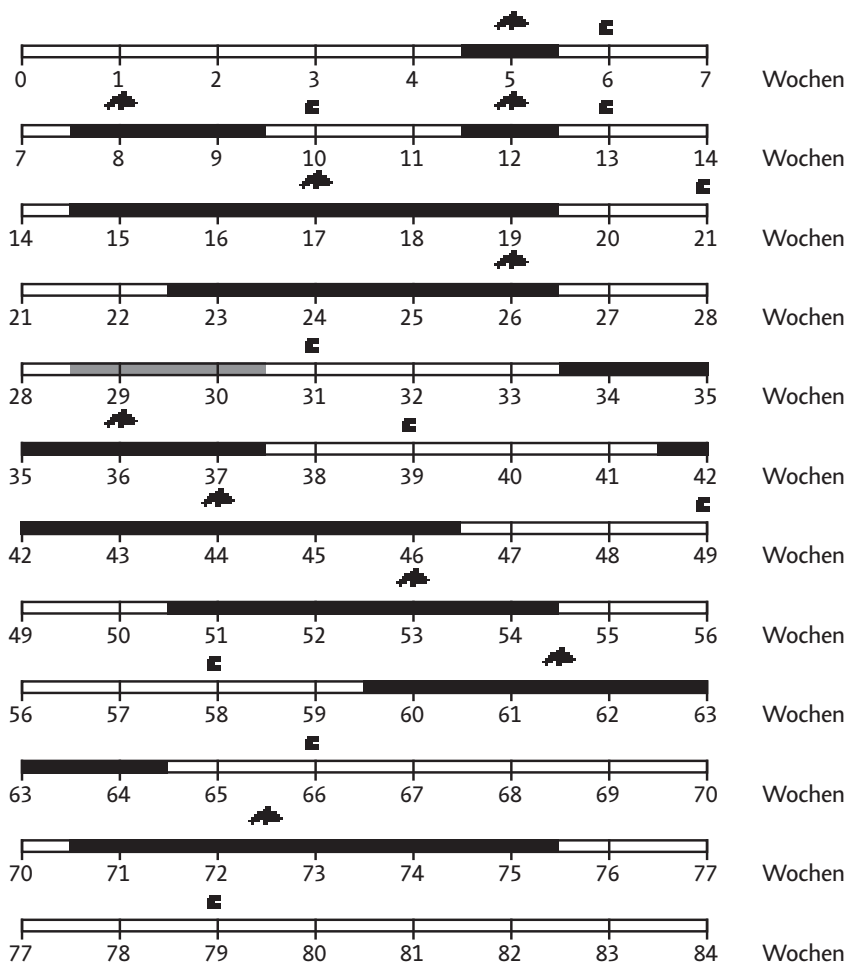 0 1 2 3 4 5 6 7 Wochen
7 8 9 10 11 12 13 14 Wochen
14 15 16 17 18 19 20 21 Wochen
21 22 23 24 25 26 27 28 Wochen
28 29 30 31 32 33 34 35 Wochen
35 36 37 38 39 40 41 42 Wochen
42 43 44 45 46 47 48 49 Wochen
49 50 51 52 53 54 55 56 Wochen
56 57 58 59 60 61 62 63 Wochen
63 64 65 66 67 68 69 70 Wochen
70 71 72 73 74 75 76 77 Wochen
77 78 79 80 81 82 83 84 Wochen